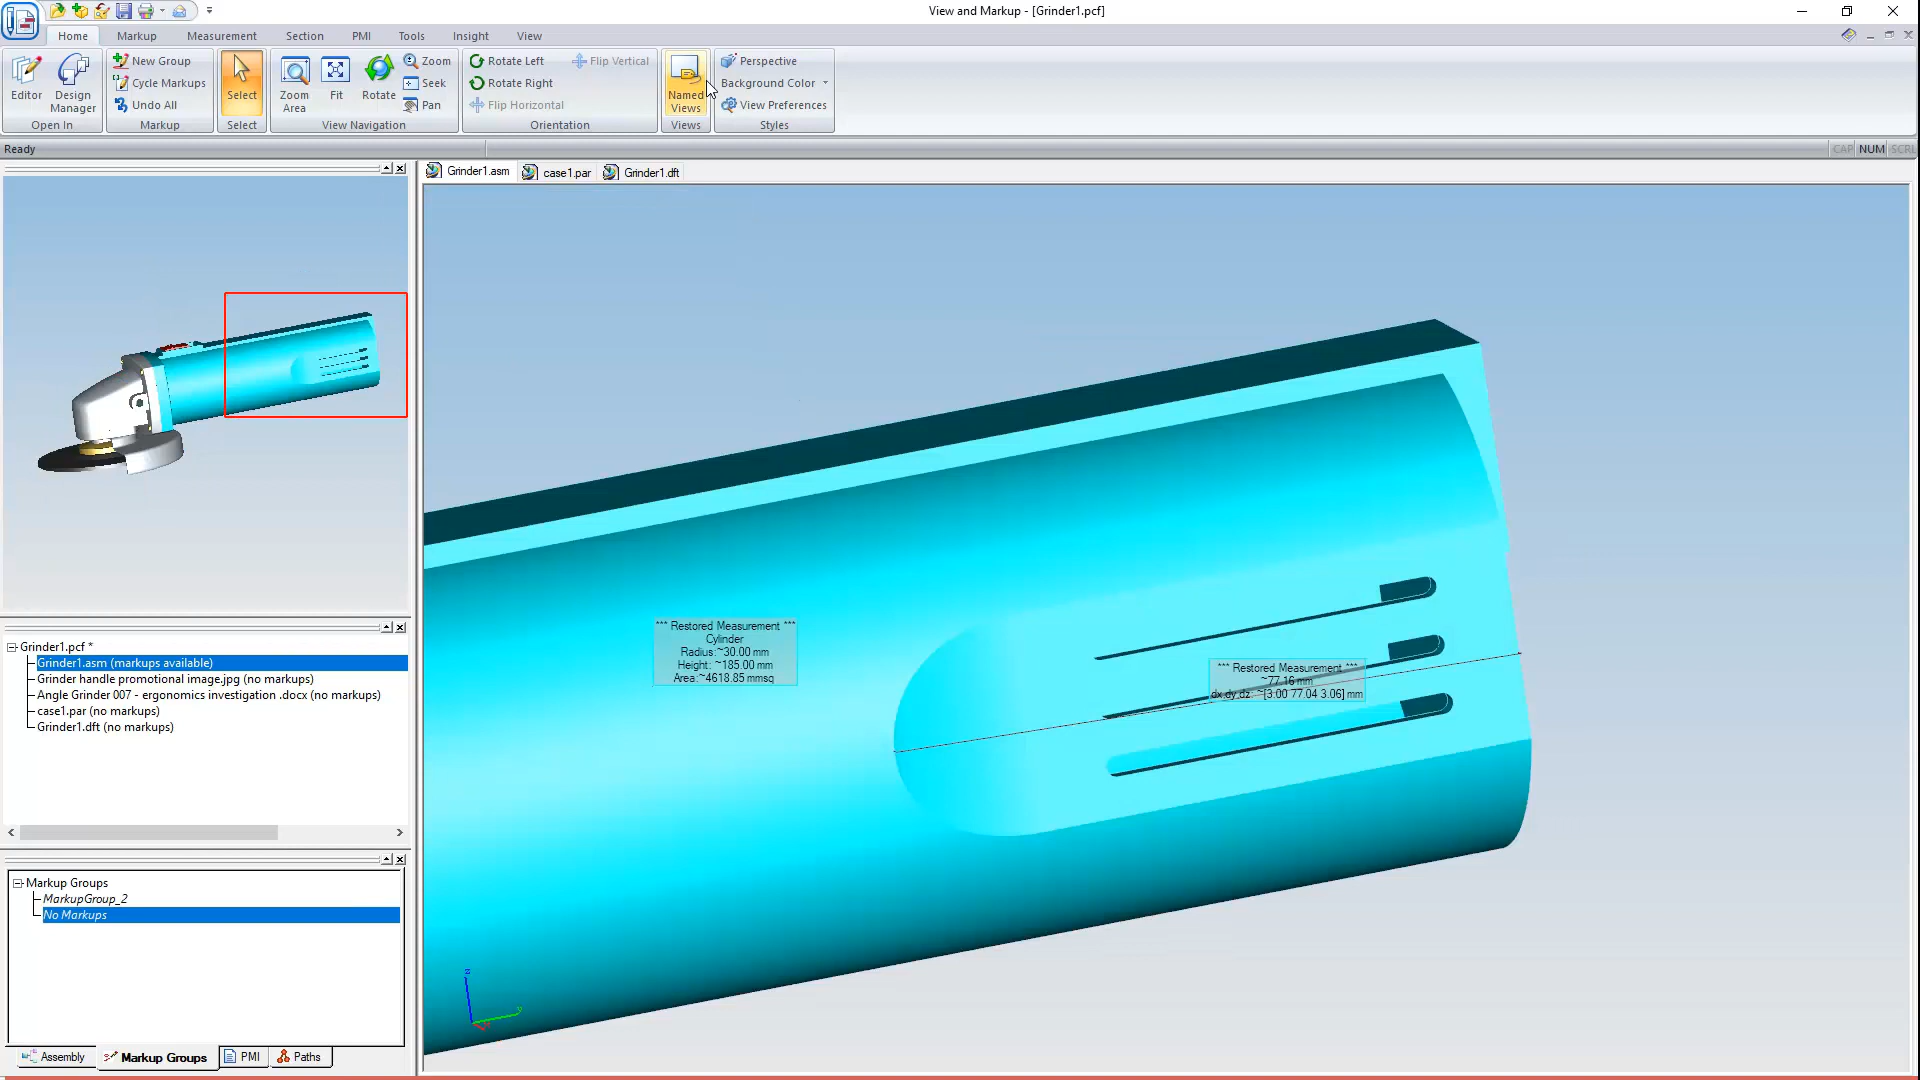 View and Markup - [Grinder1.pcf]
Home Markup Measurement Section PMI Tools Insight View
Editor
Design Manager
Open In
New Group
Cycle Markups
Undo All
Markup
Select
Select
Zoom Area
Fit
Rotate
Zoom
Seek
Pan
View Navigation
Rotate Left
Rotate Right
Flip Horizontal
Flip Vertical
Orientation
Named Views
Views
Perspective
Background Color
View Preferences
Styles
Ready
CAP NUM SCRL
Grinder1.asm case1.par Grinder1.dft
Grinder1.pcf *
Grinder1.asm (markups available)
Grinder handle promotional image.jpg (no markups)
Angle Grinder 007 - ergonomics investigation .docx (no markups)
case1.par (no markups)
Grinder1.dft (no markups)
Markup Groups
MarkupGroup_2
No Markups
Assembly Markup Groups PMI Paths
*** Restored Measurement ***
Cylinder
Radius:~30.00 mm
Height: ~185.00 mm
Area:~4618.85 mmsq
*** Restored Measurement ***
~77.16 mm
dx,dy,dz: ~[3.00 77.04 3.06] mm